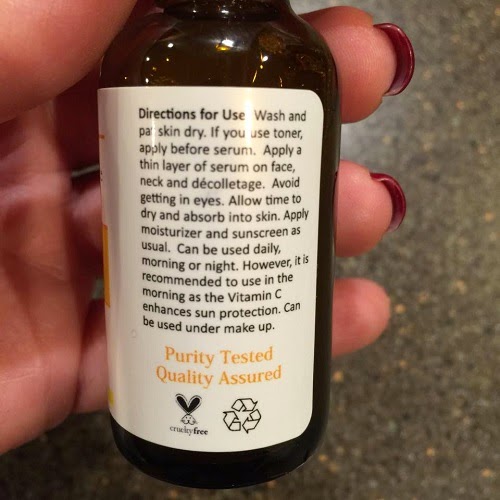 Directions for Use: Wash and
pat skin dry. If you use toner,
apply before serum. Apply a
thin layer of serum on face,
neck and décolletage. Avoid
getting in eyes. Allow time to
dry and absorb into skin. Apply
moisturizer and sunscreen as
usual. Can be used daily,
morning or night. However, it is
recommended to use in the
morning as the Vitamin C
enhances sun protection. Can
be used under make up.
Purity Tested
Quality Assured
crueltyfree